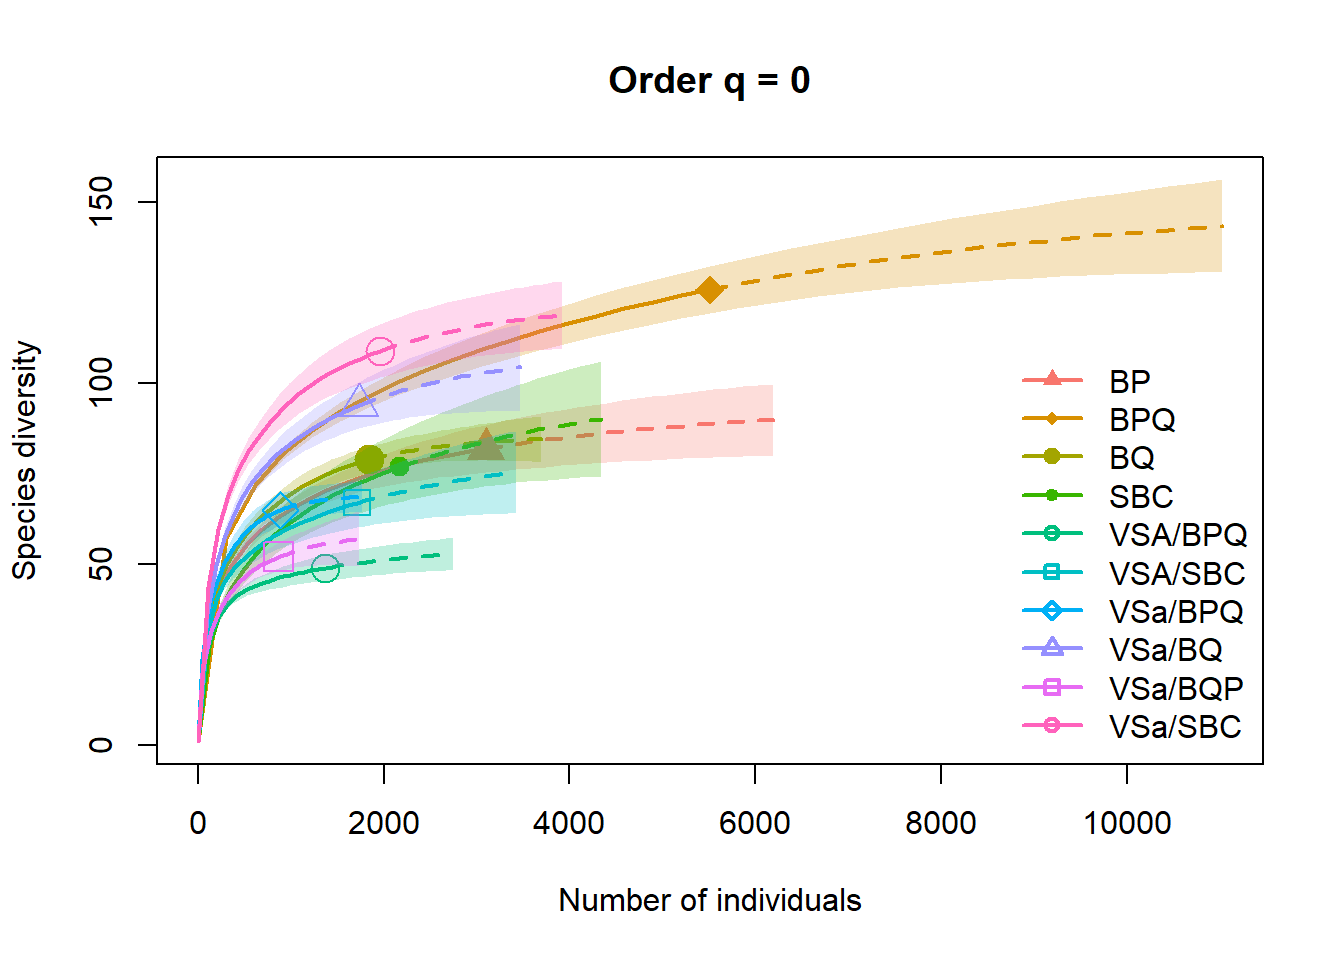 Order q = 0
Species diversity
150
100
50
0
0 2000 4000 6000 8000 10000
Number of individuals
BP
BPQ
BQ
SBC
VSA/BPQ
VSA/SBC
VSa/BPQ
VSa/BQ
VSa/BQP
VSa/SBC